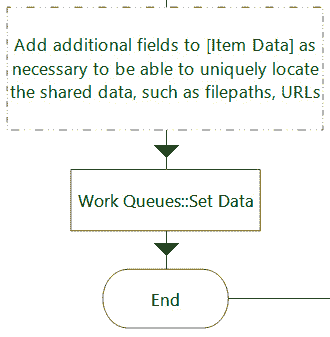 Add additional fields to [Item Data] as
necessary to be able to uniquely locate
the shared data, such as filepaths, URLs
Work Queues::Set Data
End